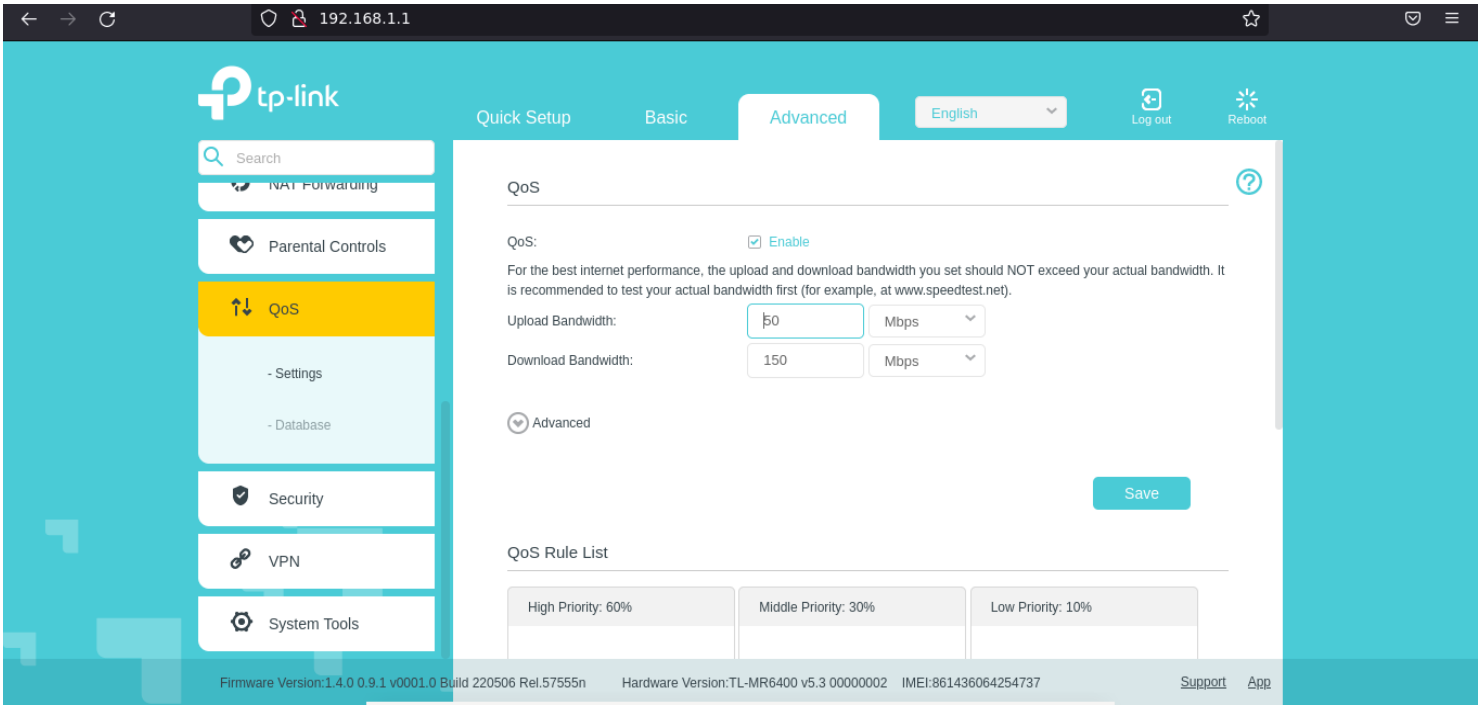 192.168.1.1
tp-link
Quick Setup
Basic
Advanced
English
Log out
Reboot
Search
NAT Forwarding
Parental Controls
QoS
- Settings
- Database
Security
VPN
System Tools
QoS
QoS:
Enable
For the best internet performance, the upload and download bandwidth you set should NOT exceed your actual bandwidth. It
is recommended to test your actual bandwidth first (for example, at www.speedtest.net).
Upload Bandwidth:
50
Mbps
Download Bandwidth:
150
Mbps
Advanced
Save
QoS Rule List
High Priority: 60%
Middle Priority: 30%
Low Priority: 10%
Firmware Version:1.4.0 0.9.1 v0001.0 Build 220506 Rel.57555n
Hardware Version:TL-MR6400 v5.3 00000002
IMEI:861436064254737
Support
App